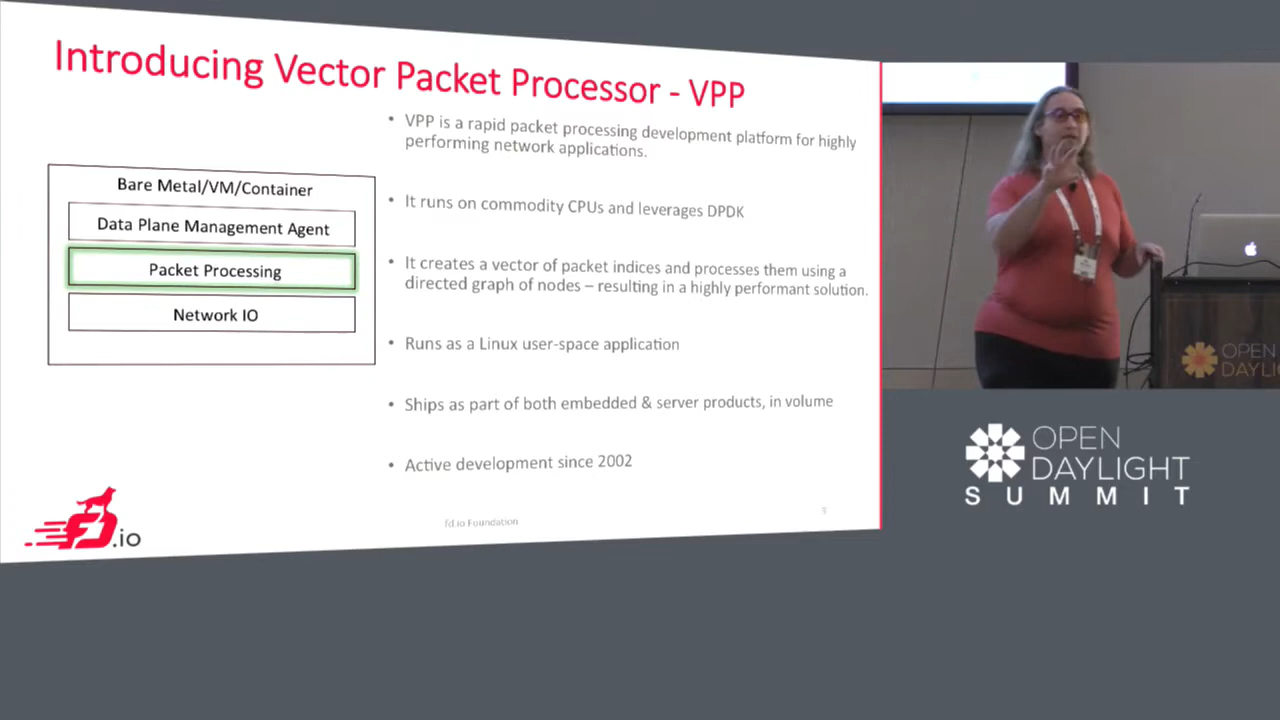 Introducing Vector Packet Processor - VPP
• VPP is a rapid packet processing development platform for highly
performing network applications.
• It runs on commodity CPUs and leverages DPDK
• It creates a vector of packet indices and processes them using a
directed graph of nodes – resulting in a highly performant solution.
• Runs as a Linux user-space application
• Ships as part of both embedded & server products, in volume
• Active development since 2002
Bare Metal/VM/Container
Data Plane Management Agent
Packet Processing
Network IO
fd.io
fd.io Foundation
OPEN
DAYLIGHT
SUMMIT
OPEN
DAYLIG